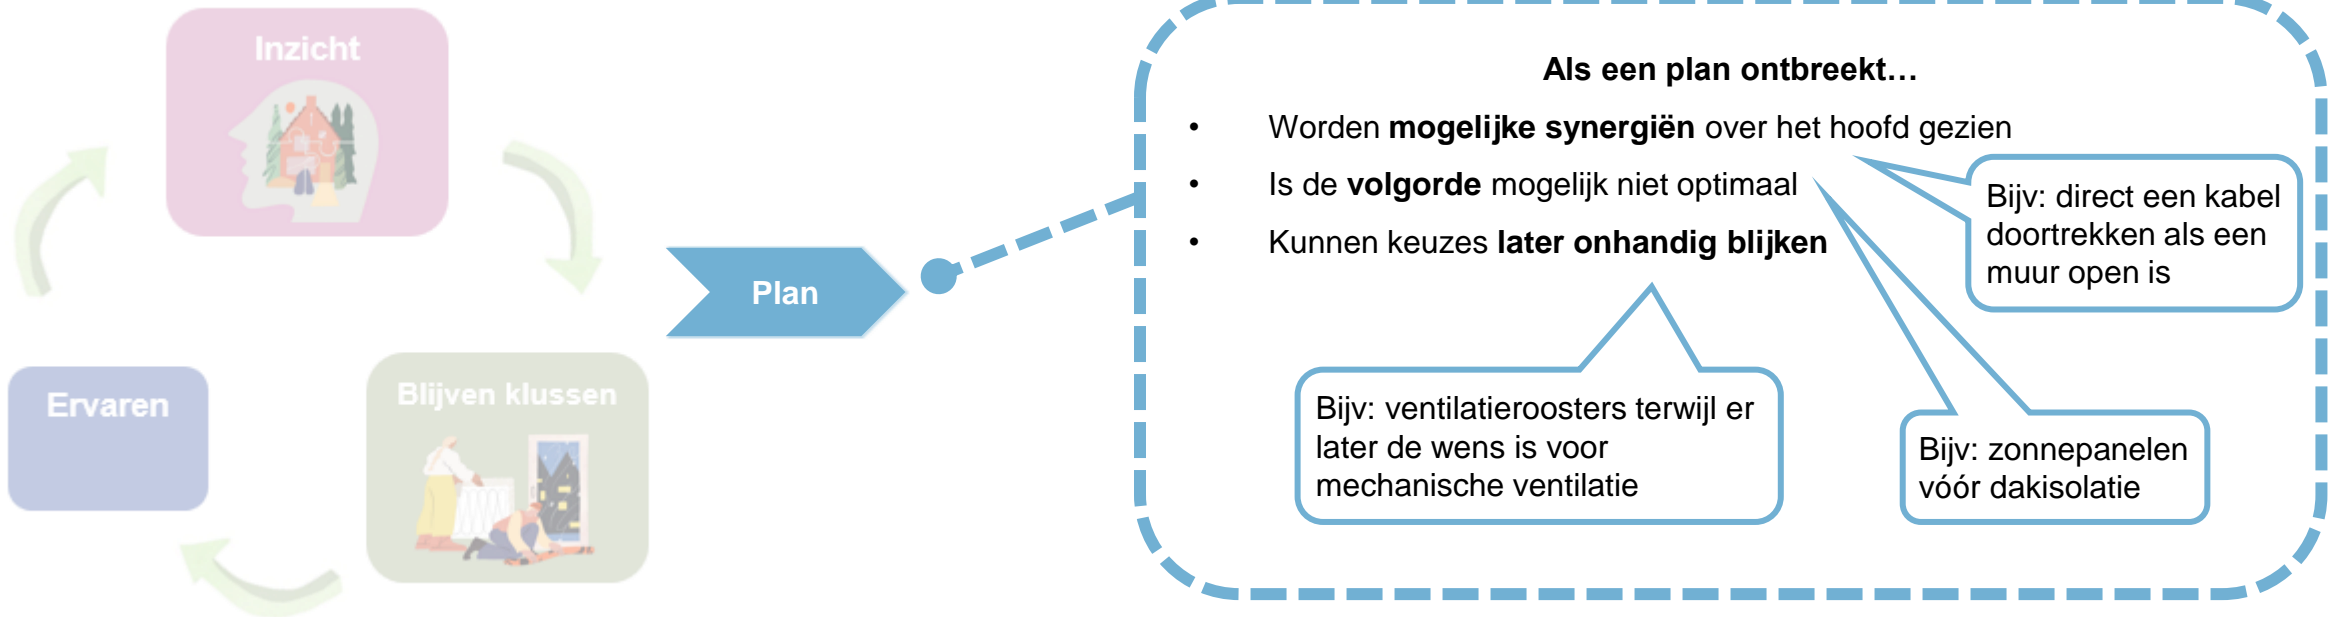 Inzicht
Ervaren
Blijven klussen
Plan
Als een plan ontbreekt…
• Worden mogelijke synergiën over het hoofd gezien
• Is de volgorde mogelijk niet optimaal
• Kunnen keuzes later onhandig blijken
Bijv: direct een kabel
doortrekken als een
muur open is
Bijv: ventilatieroosters terwijl er
later de wens is voor
mechanische ventilatie
Bijv: zonnepanelen
vóór dakisolatie